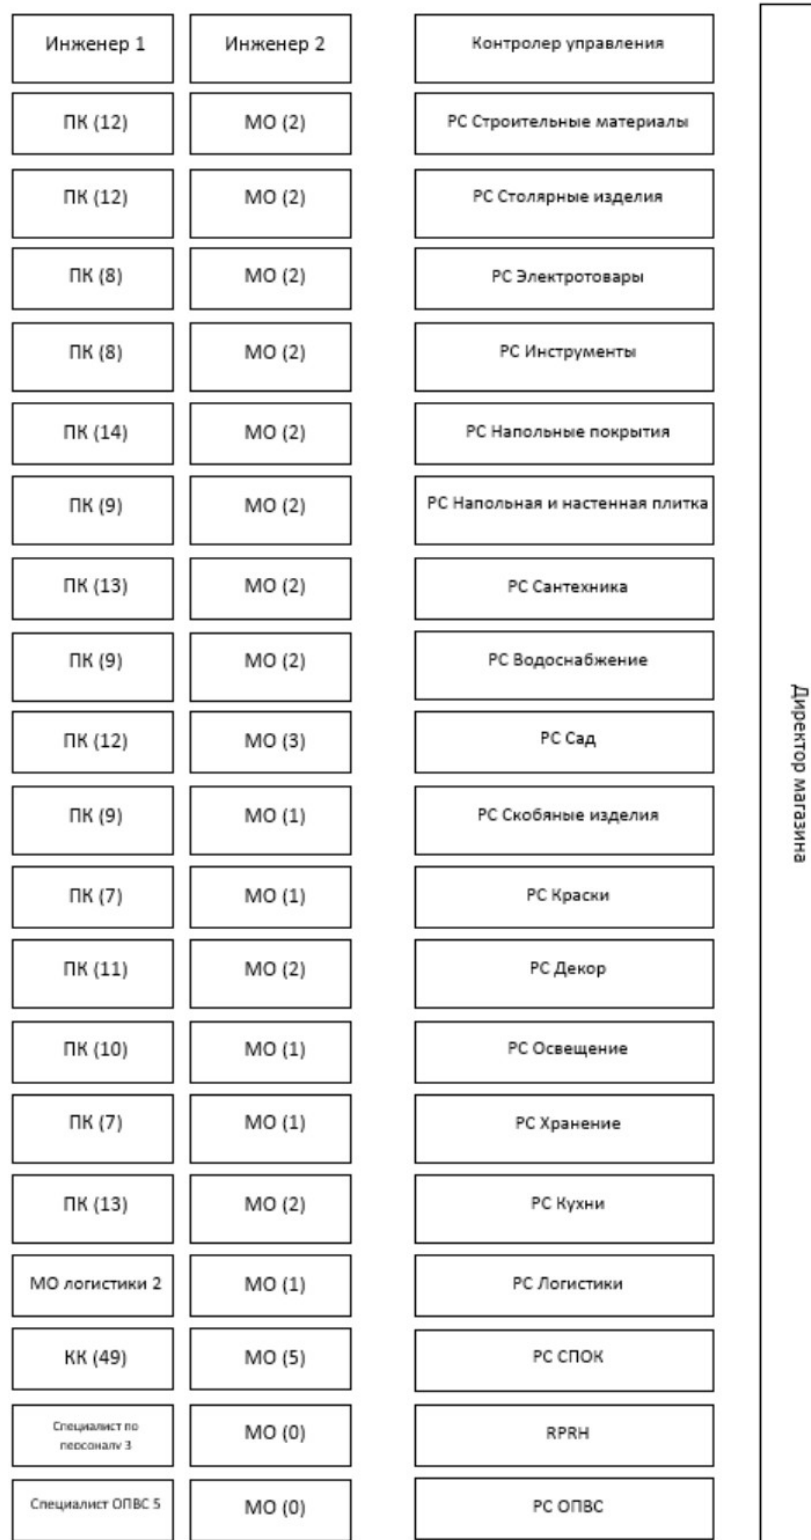 Инженер 1 Инженер 2 Контролер управления
ПК (12) МО (2) РС Строительные материалы
ПК (12) МО (2) РС Столярные изделия
ПК (8) МО (2) РС Электротовары
ПК (8) МО (2) РС Инструменты
ПК (14) МО (2) РС Напольные покрытия
ПК (9) МО (2) РС Напольная и настенная плитка
ПК (13) МО (2) РС Сантехника
ПК (9) МО (2) РС Водоснабжение
ПК (12) МО (3) РС Сад
ПК (9) МО (1) РС Скобяные изделия
ПК (7) МО (1) РС Краски
ПК (11) МО (2) РС Декор
ПК (10) МО (1) РС Освещение
ПК (7) МО (1) РС Хранение
ПК (13) МО (2) РС Кухни
МО логистики 2 МО (1) РС Логистики
КК (49) МО (5) РС СПОК
Специалист по
персоналу 3 МО (0) RPRH
Специалист ОПВС 5 МО (0) РС ОПВС
Директор магазина